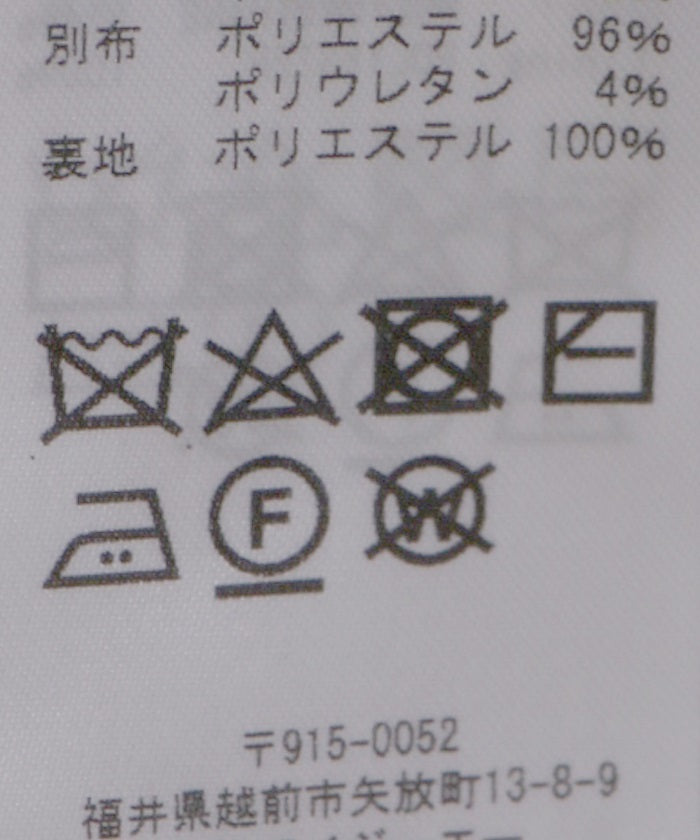 別布 ポリエステル 96%
ポリウレタン 4%
裏地 ポリエステル 100%
F W
〒915-0052
福井県越前市矢放町13-8-9